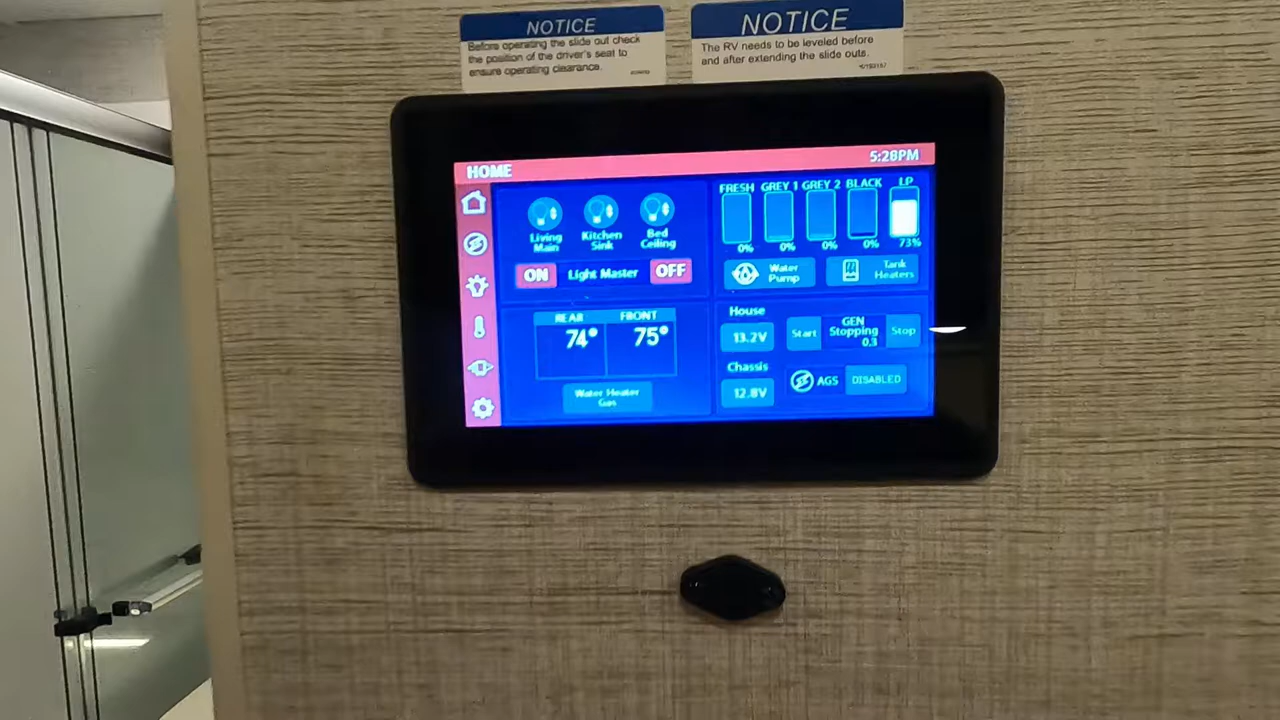 NOTICE
Before operating the slide out check
the position of the driver's seat to
ensure operating clearance.
NOTICE
The RV needs to be leveled before
and after extending the slide outs.
HOME
5:28PM
Living
Main
Kitchen
Sink
Bed
Ceiling
ON
Light Master
OFF
FRESH
GREY 1
GREY 2
BLACK
LP
0%
0%
0%
0%
73%
Water
Pump
Tank
Heaters
REAR
FRONT
74°
75°
Water Heater
Gas
House
13.2V
Start
GEN
Stopping
0.3
Stop
Chassis
12.8V
AGS
DISABLED